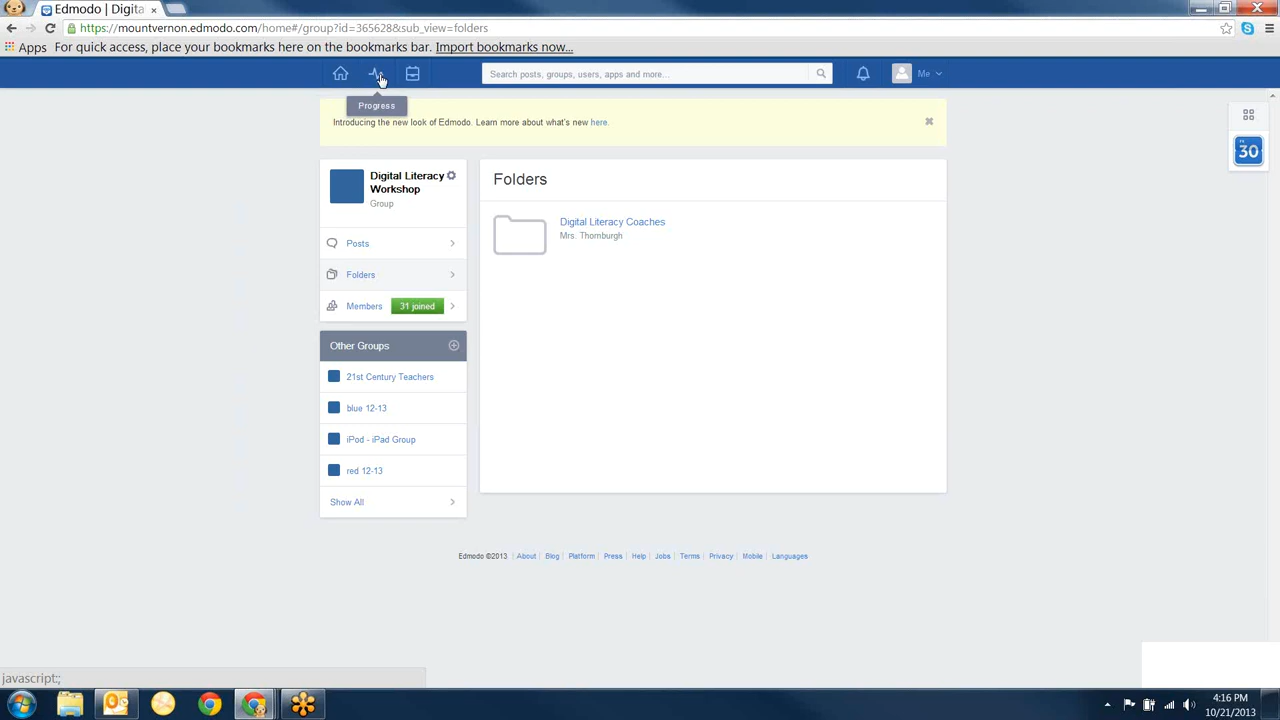 Edmodo | Digita
https://mountvernon.edmodo.com/home#/group?id=365628&sub_view=folders
Apps For quick access, place your bookmarks here on the bookmarks bar. Import bookmarks now...
Search posts, groups, users, apps and more...
Me
Progress
Introducing the new look of Edmodo. Learn more about what's new here.
30
Digital Literacy
Workshop
Group
Posts
Folders
Members 31 joined
Other Groups
21st Century Teachers
blue 12-13
iPod - iPad Group
red 12-13
Show All
Folders
Digital Literacy Coaches
Mrs. Thornburgh
Edmodo ©2013 | About | Blog | Platform | Press | Help | Jobs | Terms | Privacy | Mobile | Languages
javascript:;
4:16 PM
10/21/2013